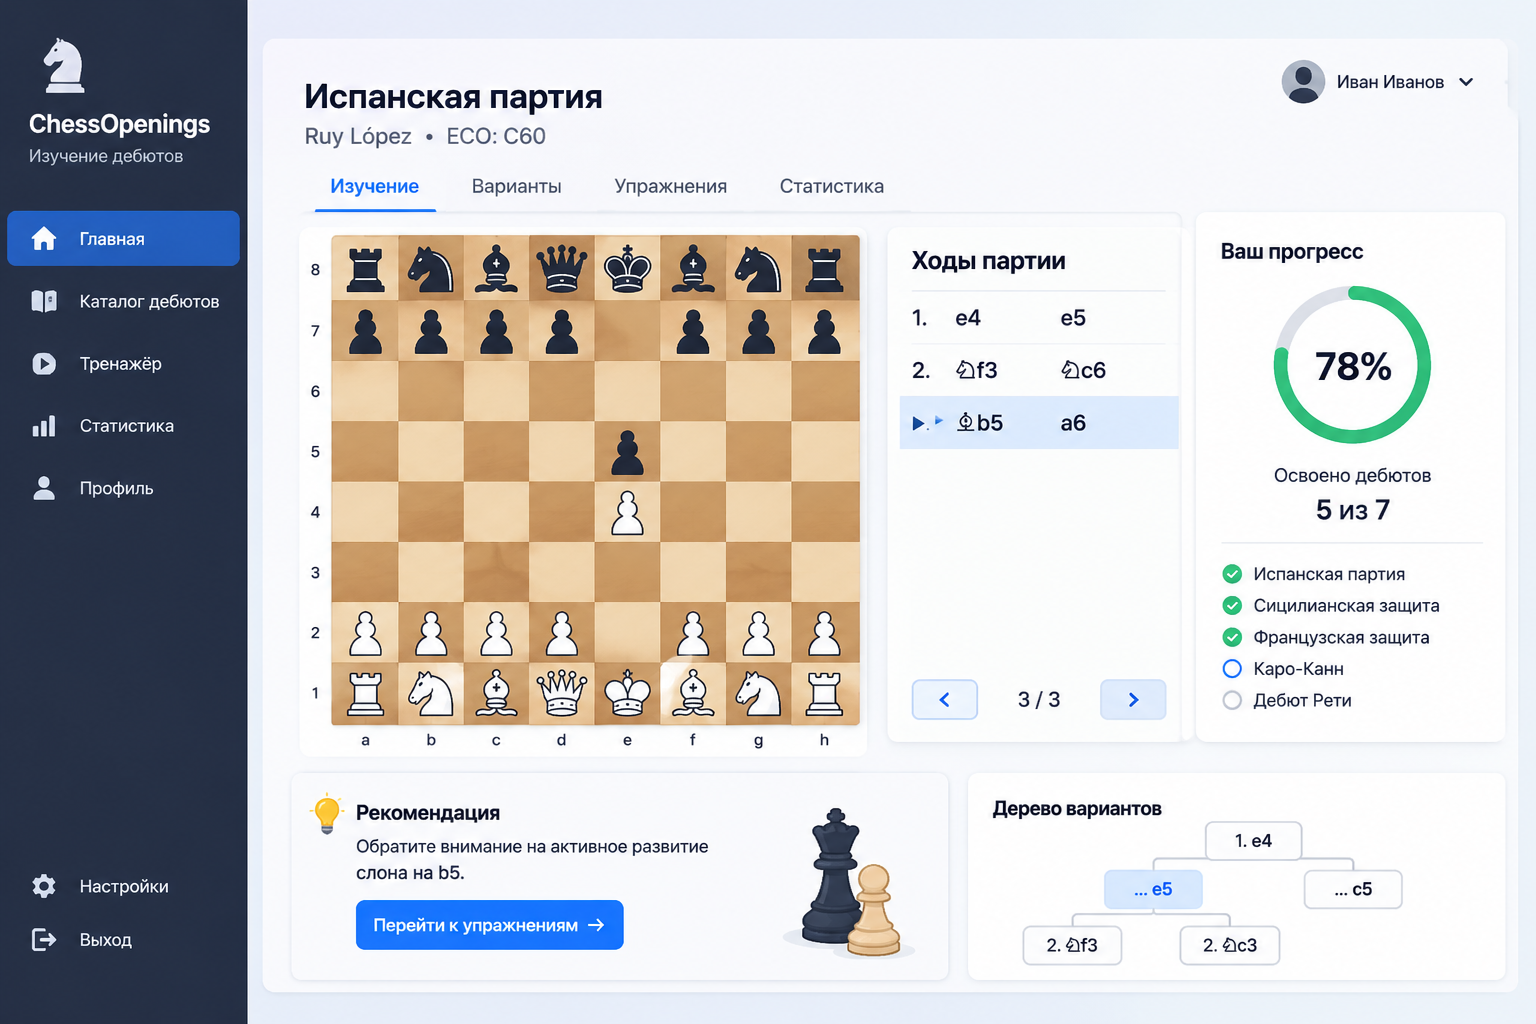 ChessOpenings
Изучение дебютов
Главная
Каталог дебютов
Тренажёр
Статистика
Профиль
Настройки
Выход
Испанская партия
Ruy López • ECO: C60
Иван Иванов
Изучение Варианты Упражнения Статистика
8
7
6
5
4
3
2
1
a b c d e f g h
Ходы партии
1. e4 e5
2. ♘f3 ♘c6
♗b5 a6
3 / 3
Ваш прогресс
78%
Освоено дебютов
5 из 7
Испанская партия
Сицилианская защита
Французская защита
Каро-Канн
Дебют Рети
Рекомендация
Обратите внимание на активное развитие
слона на b5.
Перейти к упражнениям →
Дерево вариантов
1. e4
... e5 ... c5
2. ♘f3 2. ♘c3